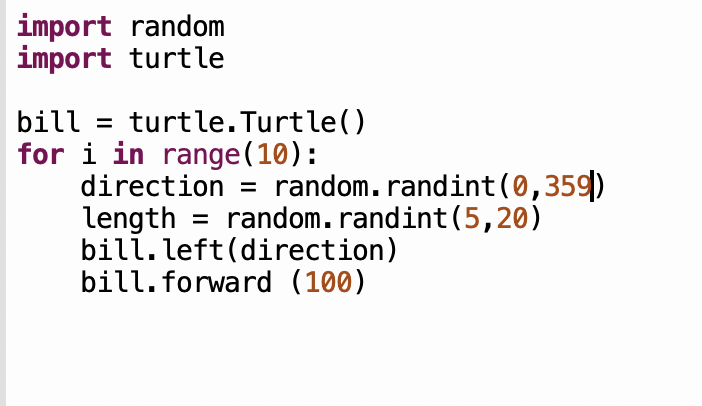 import random
import turtle

bill = turtle.Turtle()
for i in range(10):
    direction = random.randint(0,359)
    length = random.randint(5,20)
    bill.left(direction)
    bill.forward (100)